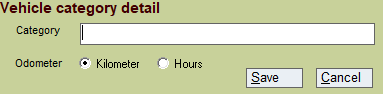 Vehicle category detail
Category
Odometer Kilometer Hours
Save Cancel